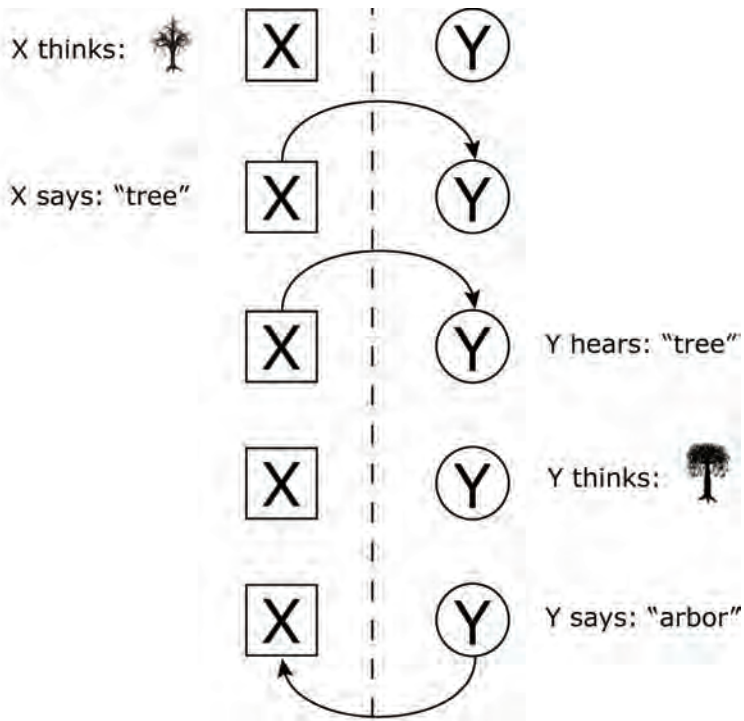 X thinks:
X
Y
X says: “tree”
X
Y
X
Y
Y hears: “tree”
X
Y
Y thinks:
X
Y
Y says: “arbor”